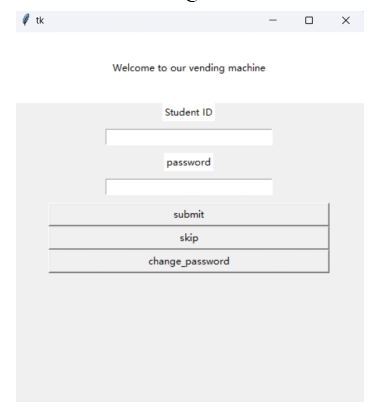 tk
Welcome to our vending machine
Student ID
password
submit
skip
change_password